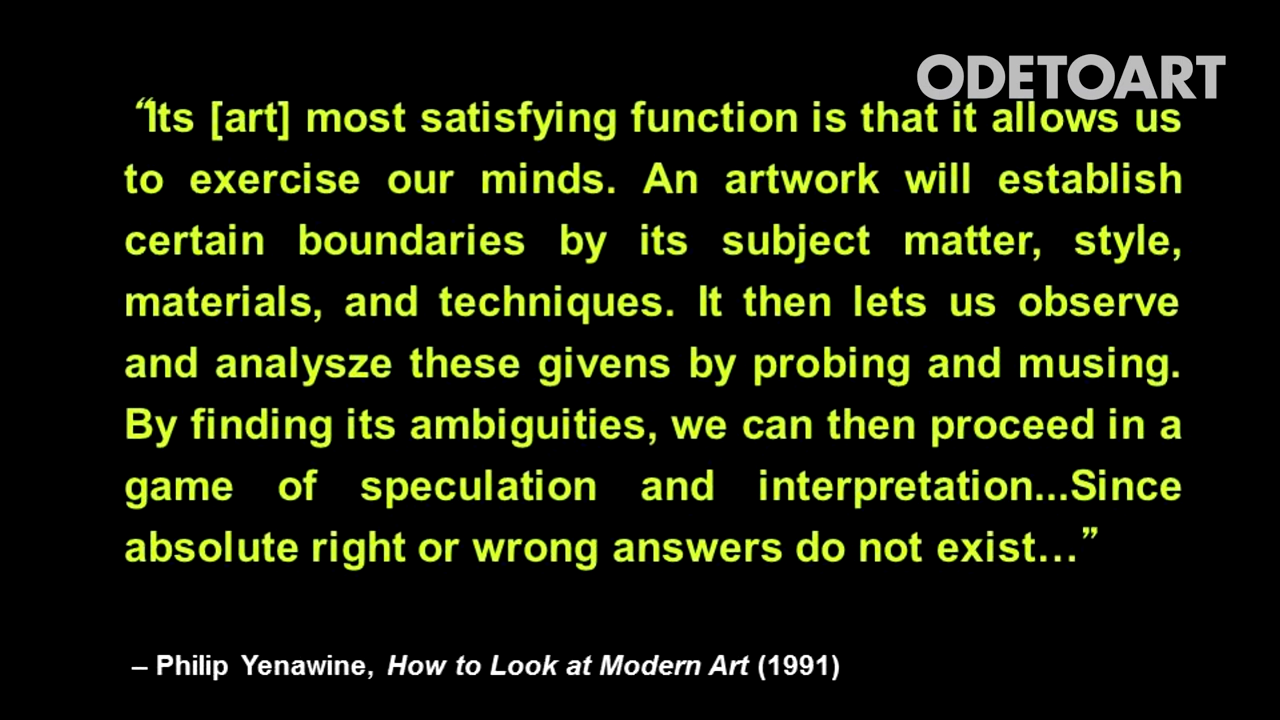 ODETOART
“Its [art] most satisfying function is that it allows us
to exercise our minds. An artwork will establish
certain boundaries by its subject matter, style,
materials, and techniques. It then lets us observe
and analysze these givens by probing and musing.
By finding its ambiguities, we can then proceed in a
game of speculation and interpretation...Since
absolute right or wrong answers do not exist…”
– Philip Yenawine, How to Look at Modern Art (1991)